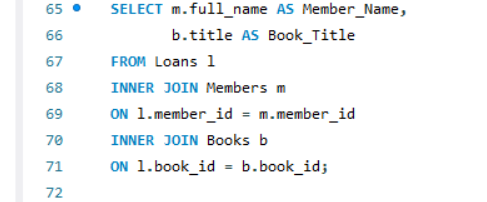 65 SELECT m.full_name AS Member_Name,
66 b.title AS Book_Title
67 FROM Loans l
68 INNER JOIN Members m
69 ON l.member_id = m.member_id
70 INNER JOIN Books b
71 ON l.book_id = b.book_id;
72